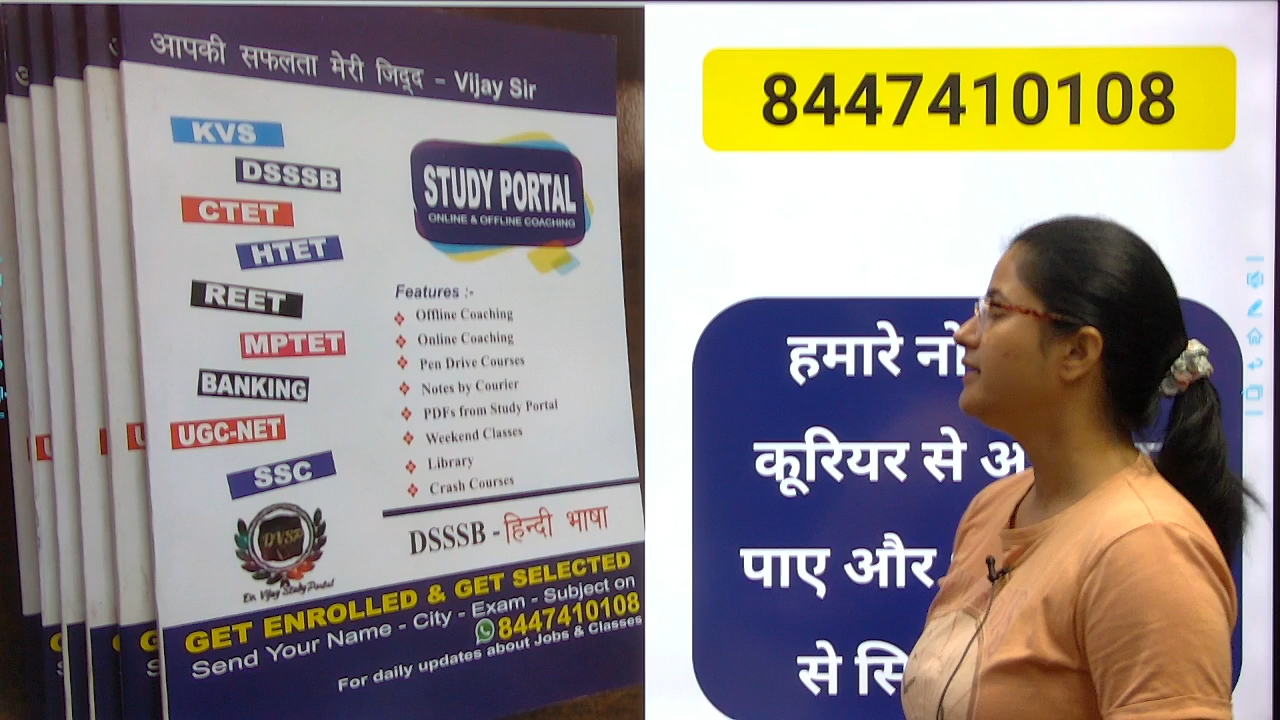 आपकी सफलता मेरी जिद्द - Vijay Sir
KVS
DSSSB
CTET
HTET
REET
MPTET
BANKING
UGC-NET
SSC
DVSP
Dr. Vijay Study Portal
STUDY PORTAL
ONLINE & OFFLINE COACHING
Features :-
Offline Coaching
Online Coaching
Pen Drive Courses
Notes by Courier
PDFs from Study Portal
Weekend Classes
Library
Crash Courses
DSSSB - हिन्दी भाषा
GET ENROLLED & GET SELECTED
Send Your Name - City - Exam - Subject on
8447410108
For daily updates about Jobs & Classes
8447410108
हमारे
कूरियर से
पाए और
से